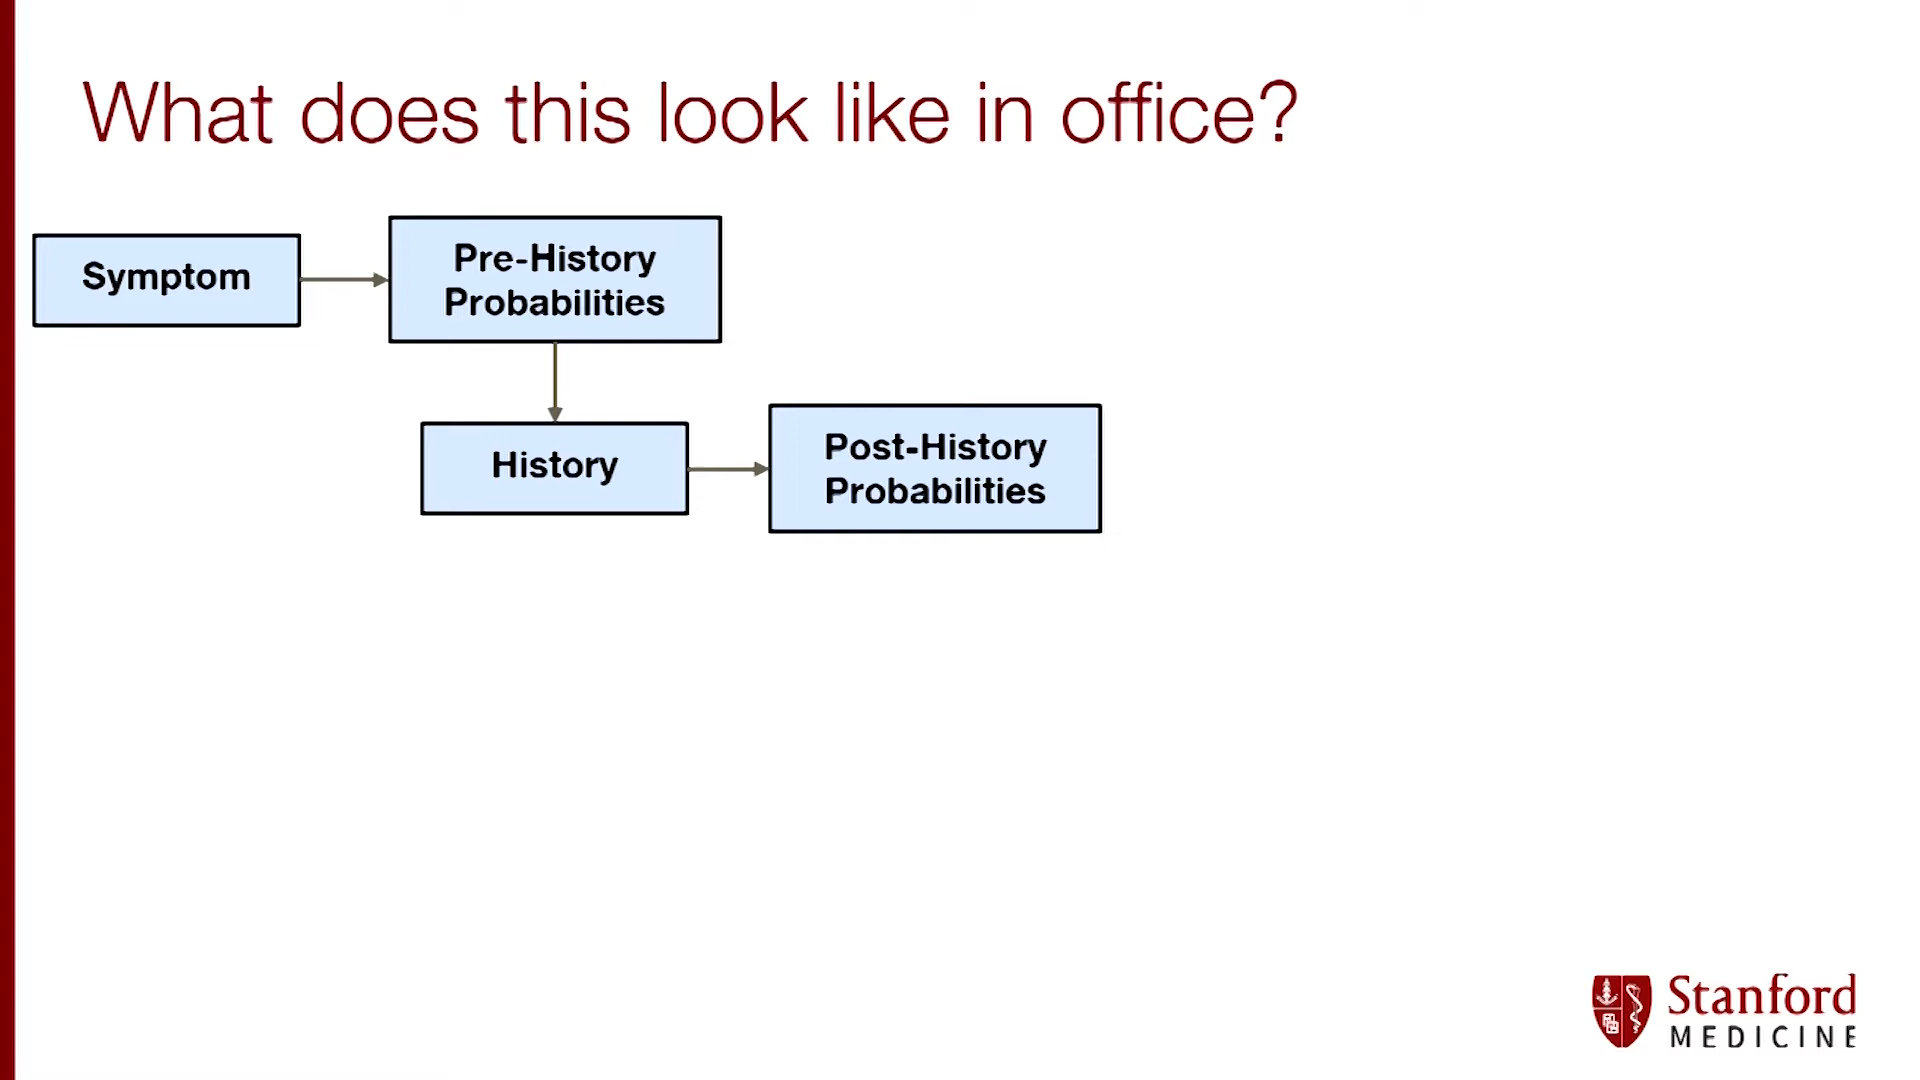 What does this look like in office?
Symptom
Pre-History
Probabilities
History
Post-History
Probabilities
Stanford
MEDICINE